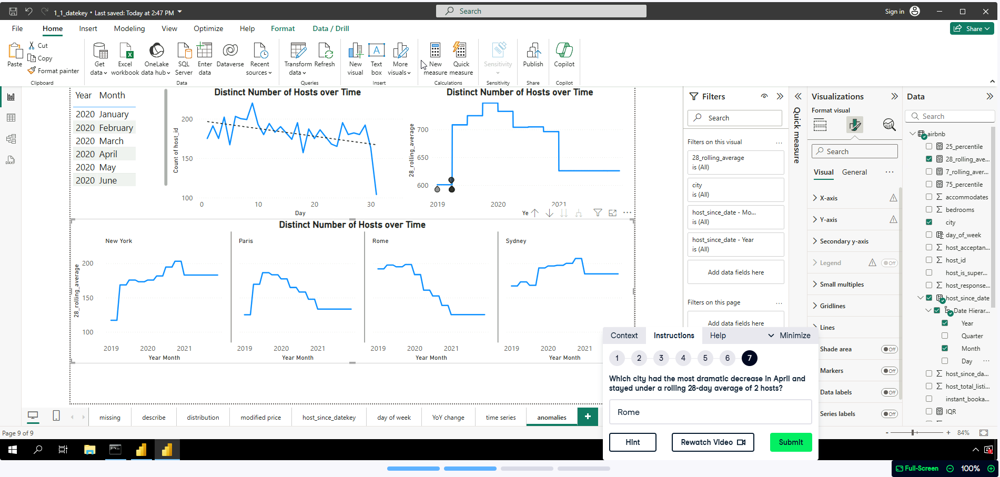 1_1_datekey • Last saved: Today at 2:47 PM
Search
Sign in
File Home Insert Modeling View Optimize Help Format Data / Drill
Share
Paste
Cut
Copy
Format painter
Clipboard
Get data
Excel workbook
OneLake data hub
SQL Server
Enter data
Dataverse
Recent sources
Data
Transform data
Refresh
Queries
New visual
Text box
More visuals
Insert
New measure
Quick measure
Calculations
Sensitivity
Sensitivity
Publish
Share
Copilot
Copilot
Year Month
2020 January
2020 February
2020 March
2020 April
2020 May
2020 June
Distinct Number of Hosts over Time
Count of host_id
200
150
100
0 10 20 30
Day
Distinct Number of Hosts over Time
28_rolling_average
700
650
600
2019 2020 2021
Ye
Distinct Number of Hosts over Time
28_rolling_average
New York Paris Rome Sydney
200
150
100
2019 2020 2021 2019 2020 2021 2019 2020 2021 2019 2020 2021
Year Month Year Month Year Month Year Month
Filters
Search
Filters on this visual
28_rolling_average
is (All)
city
is (All)
host_since_date - Mo...
is (All)
host_since_date - Year
is (All)
Add data fields here
Filters on this page
Add data fields here
Quick measure
Visualizations
Format visual
Search
Visual General
X-axis
Y-axis
Secondary y-axis
Legend Off
Small multiples
Gridlines
Lines
Shade area Off
Markers Off
Data labels Off
Series labels Off
Data
Search
airbnb
25_percentile
28_rolling_ave...
7_rolling_aver...
75_percentile
accommodates
bedrooms
city
day_of_week
host_acceptan...
host_id
host_is_super...
host_response...
host_since_date
Date Hierar...
Year
Quarter
Month
Day
host_since_da...
host_total_listi...
instant_booka...
IQR
Context Instructions Help Minimize
1 2 3 4 5 6 7
Which city had the most dramatic decrease in April and
stayed under a rolling 28-day average of 2 hosts?
Rome
Hint Rewatch Video Submit
missing describe distribution modified price host_since_datekey day of week YoY change time series anomalies +
Page 9 of 9
- + 84%
Full-Screen 100%